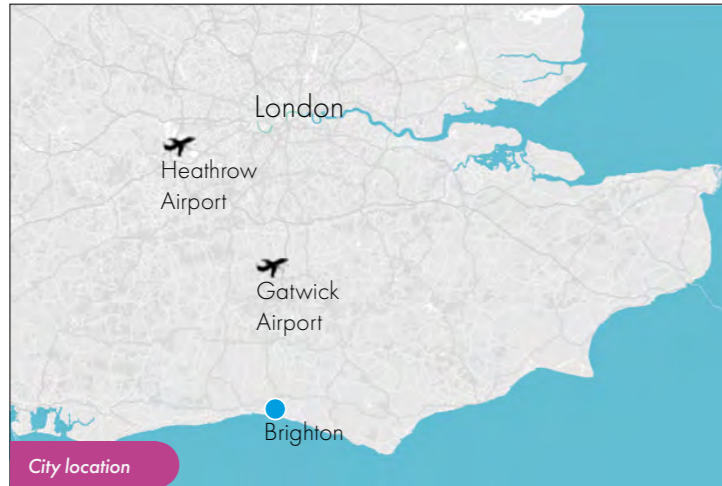 London
Heathrow
Airport
Gatwick
Airport
Brighton
City location